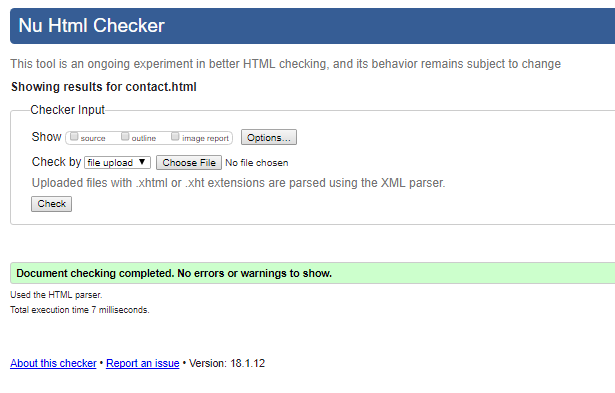 Nu Html Checker
This tool is an ongoing experiment in better HTML checking, and its behavior remains subject to change
Showing results for contact.html
Checker Input
Show source outline image report Options...
Check by file upload ▼ Choose File No file chosen
Uploaded files with .xhtml or .xht extensions are parsed using the XML parser.
Check
Document checking completed. No errors or warnings to show.
Used the HTML parser.
Total execution time 7 milliseconds.
About this checker • Report an issue • Version: 18.1.12